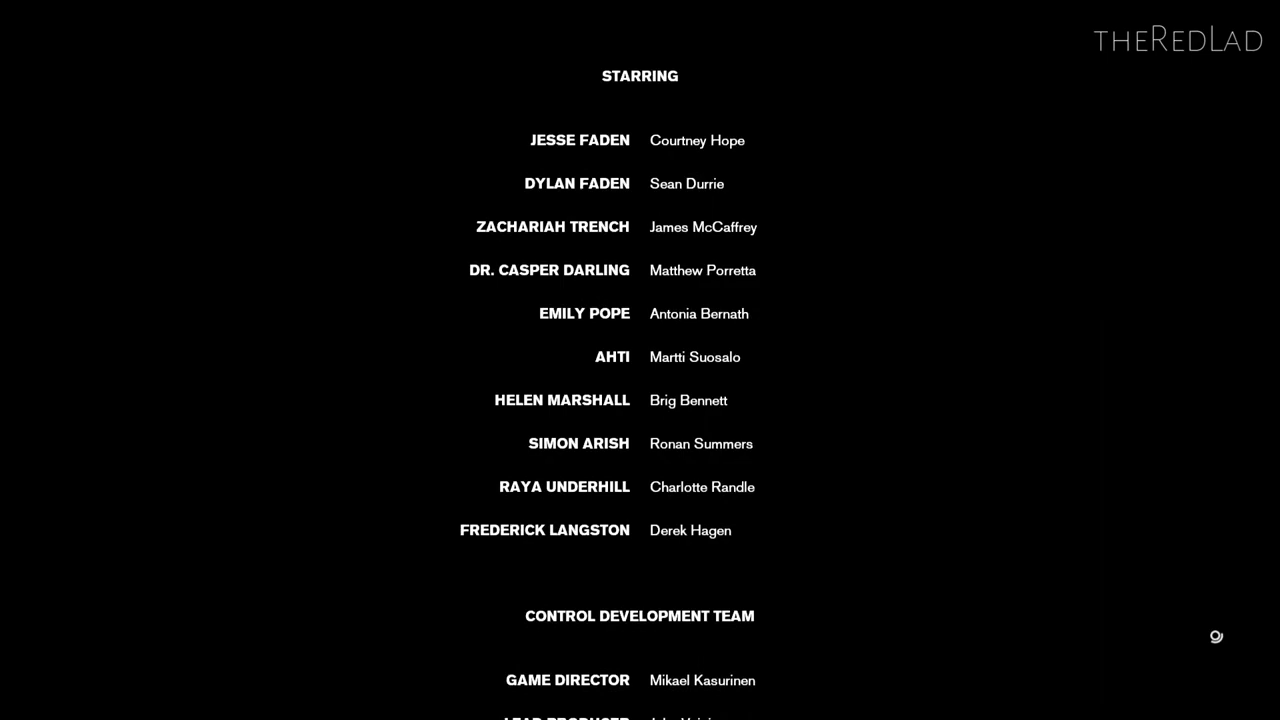 THEREDLAD
STARRING
JESSE FADEN Courtney Hope
DYLAN FADEN Sean Durrie
ZACHARIAH TRENCH James McCaffrey
DR. CASPER DARLING Matthew Porretta
EMILY POPE Antonia Bernath
AHTI Martti Suosalo
HELEN MARSHALL Brig Bennett
SIMON ARISH Ronan Summers
RAYA UNDERHILL Charlotte Randle
FREDERICK LANGSTON Derek Hagen
CONTROL DEVELOPMENT TEAM
GAME DIRECTOR Mikael Kasurinen
LEAD PRODUCER